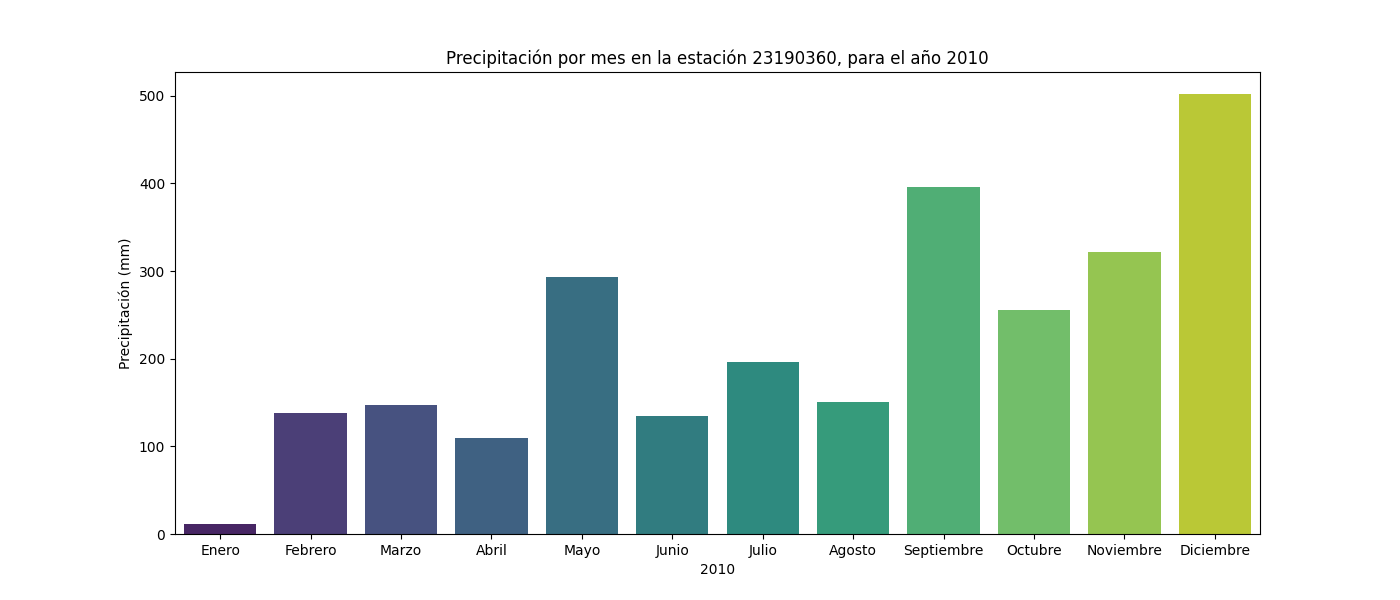 Precipitación por mes en la estación 23190360, para el año 2010
Precipitación (mm)
500
400
300
200
100
0
Enero Febrero Marzo Abril Mayo Junio Julio Agosto Septiembre Octubre Noviembre Diciembre
2010